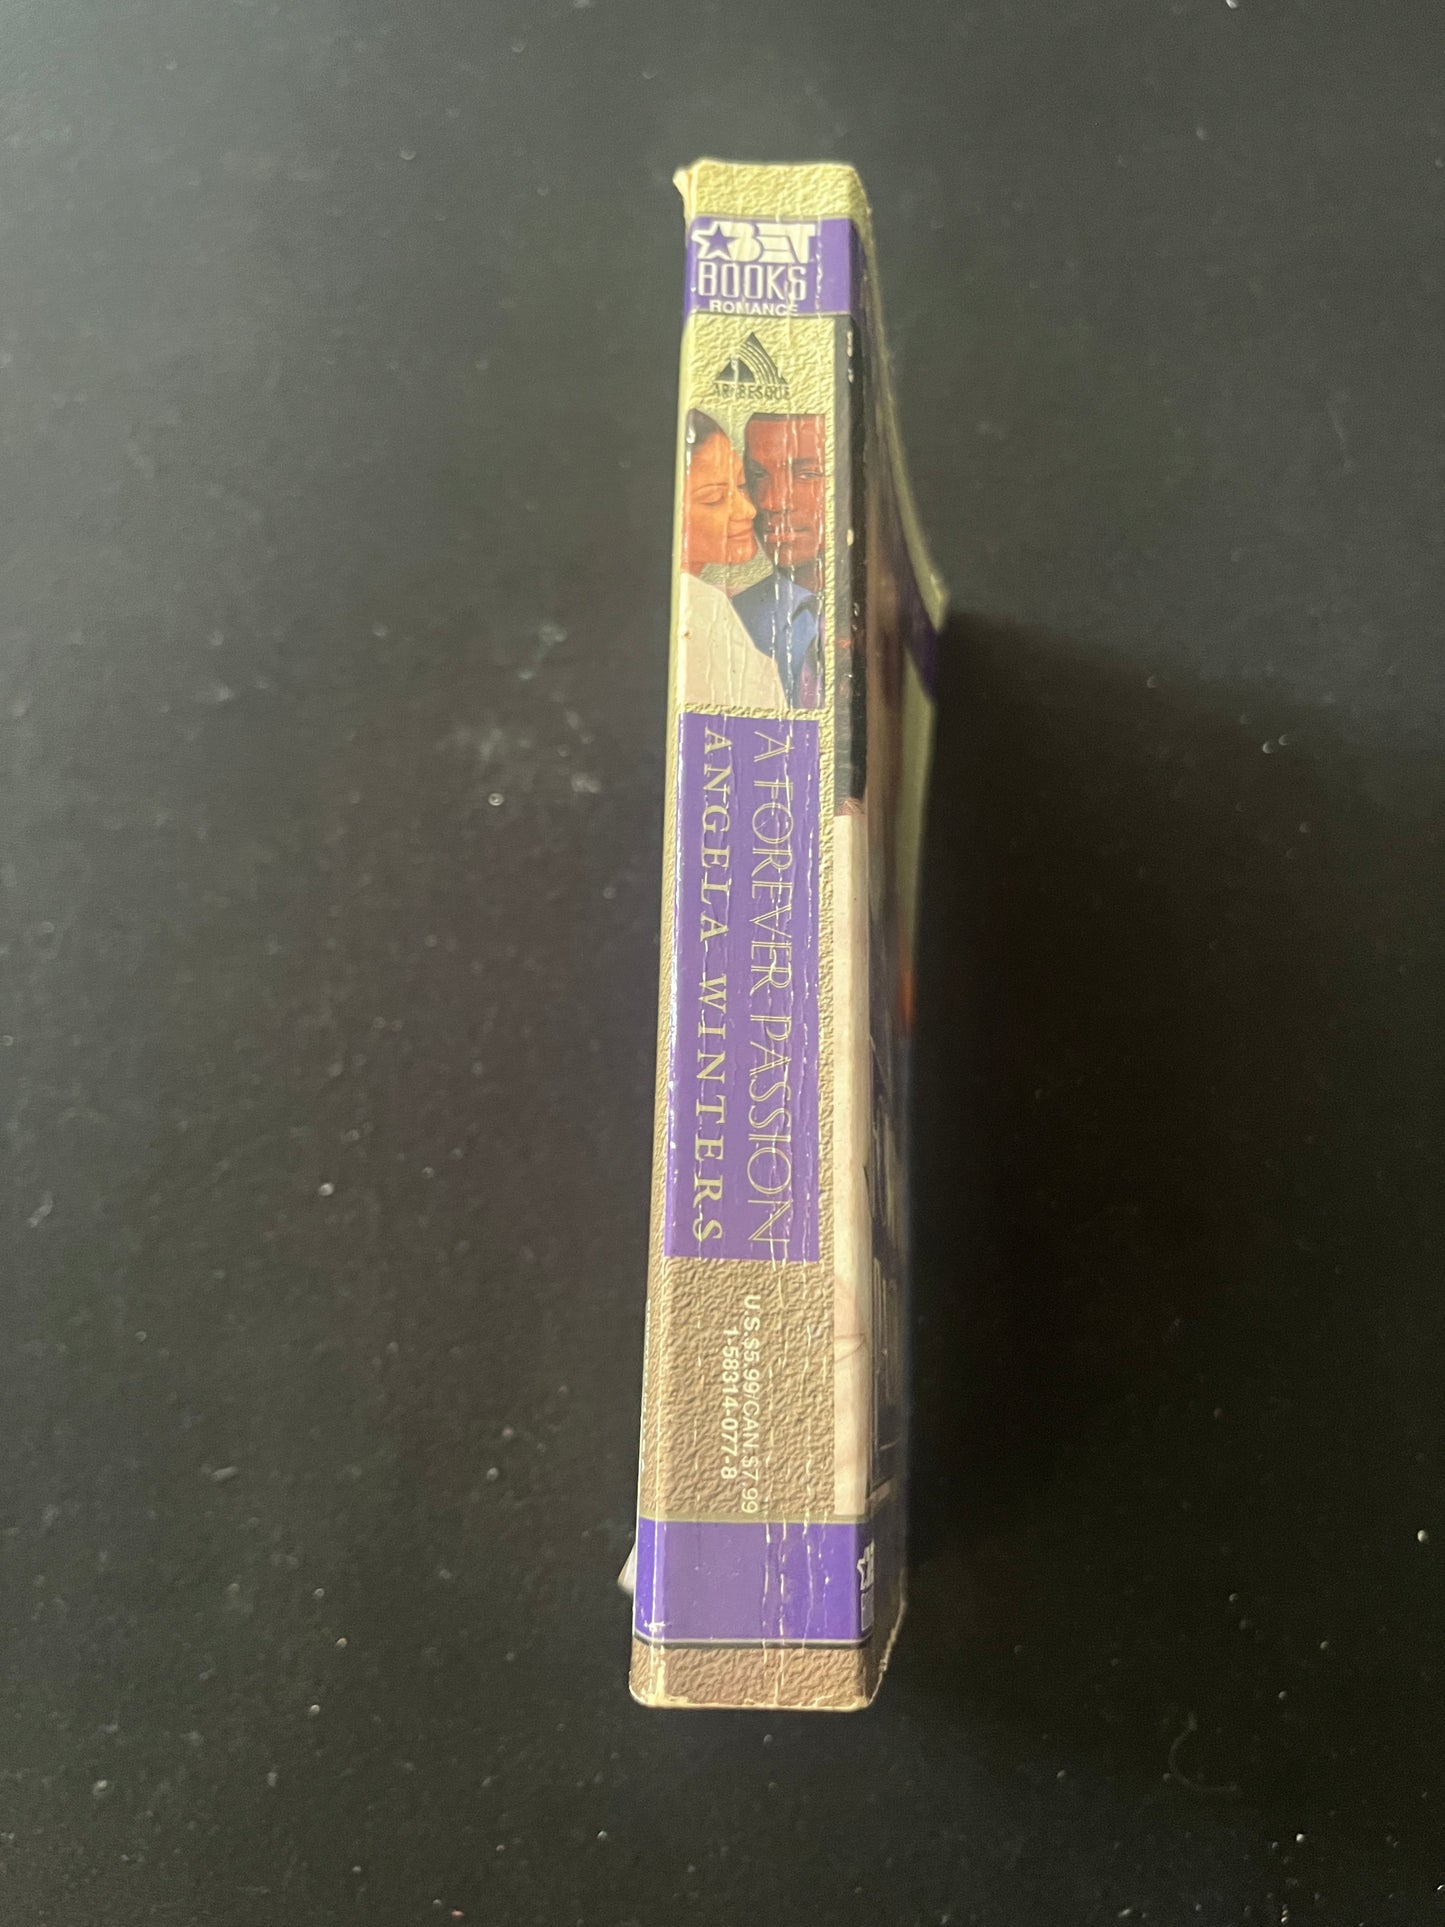 BET
BOOKS
ROMANCE
ARABESQUE
A FOREVER PASSION
ANGELA WINTERS
U.S.$5.99/CAN.$7.99
1-58314-077-8